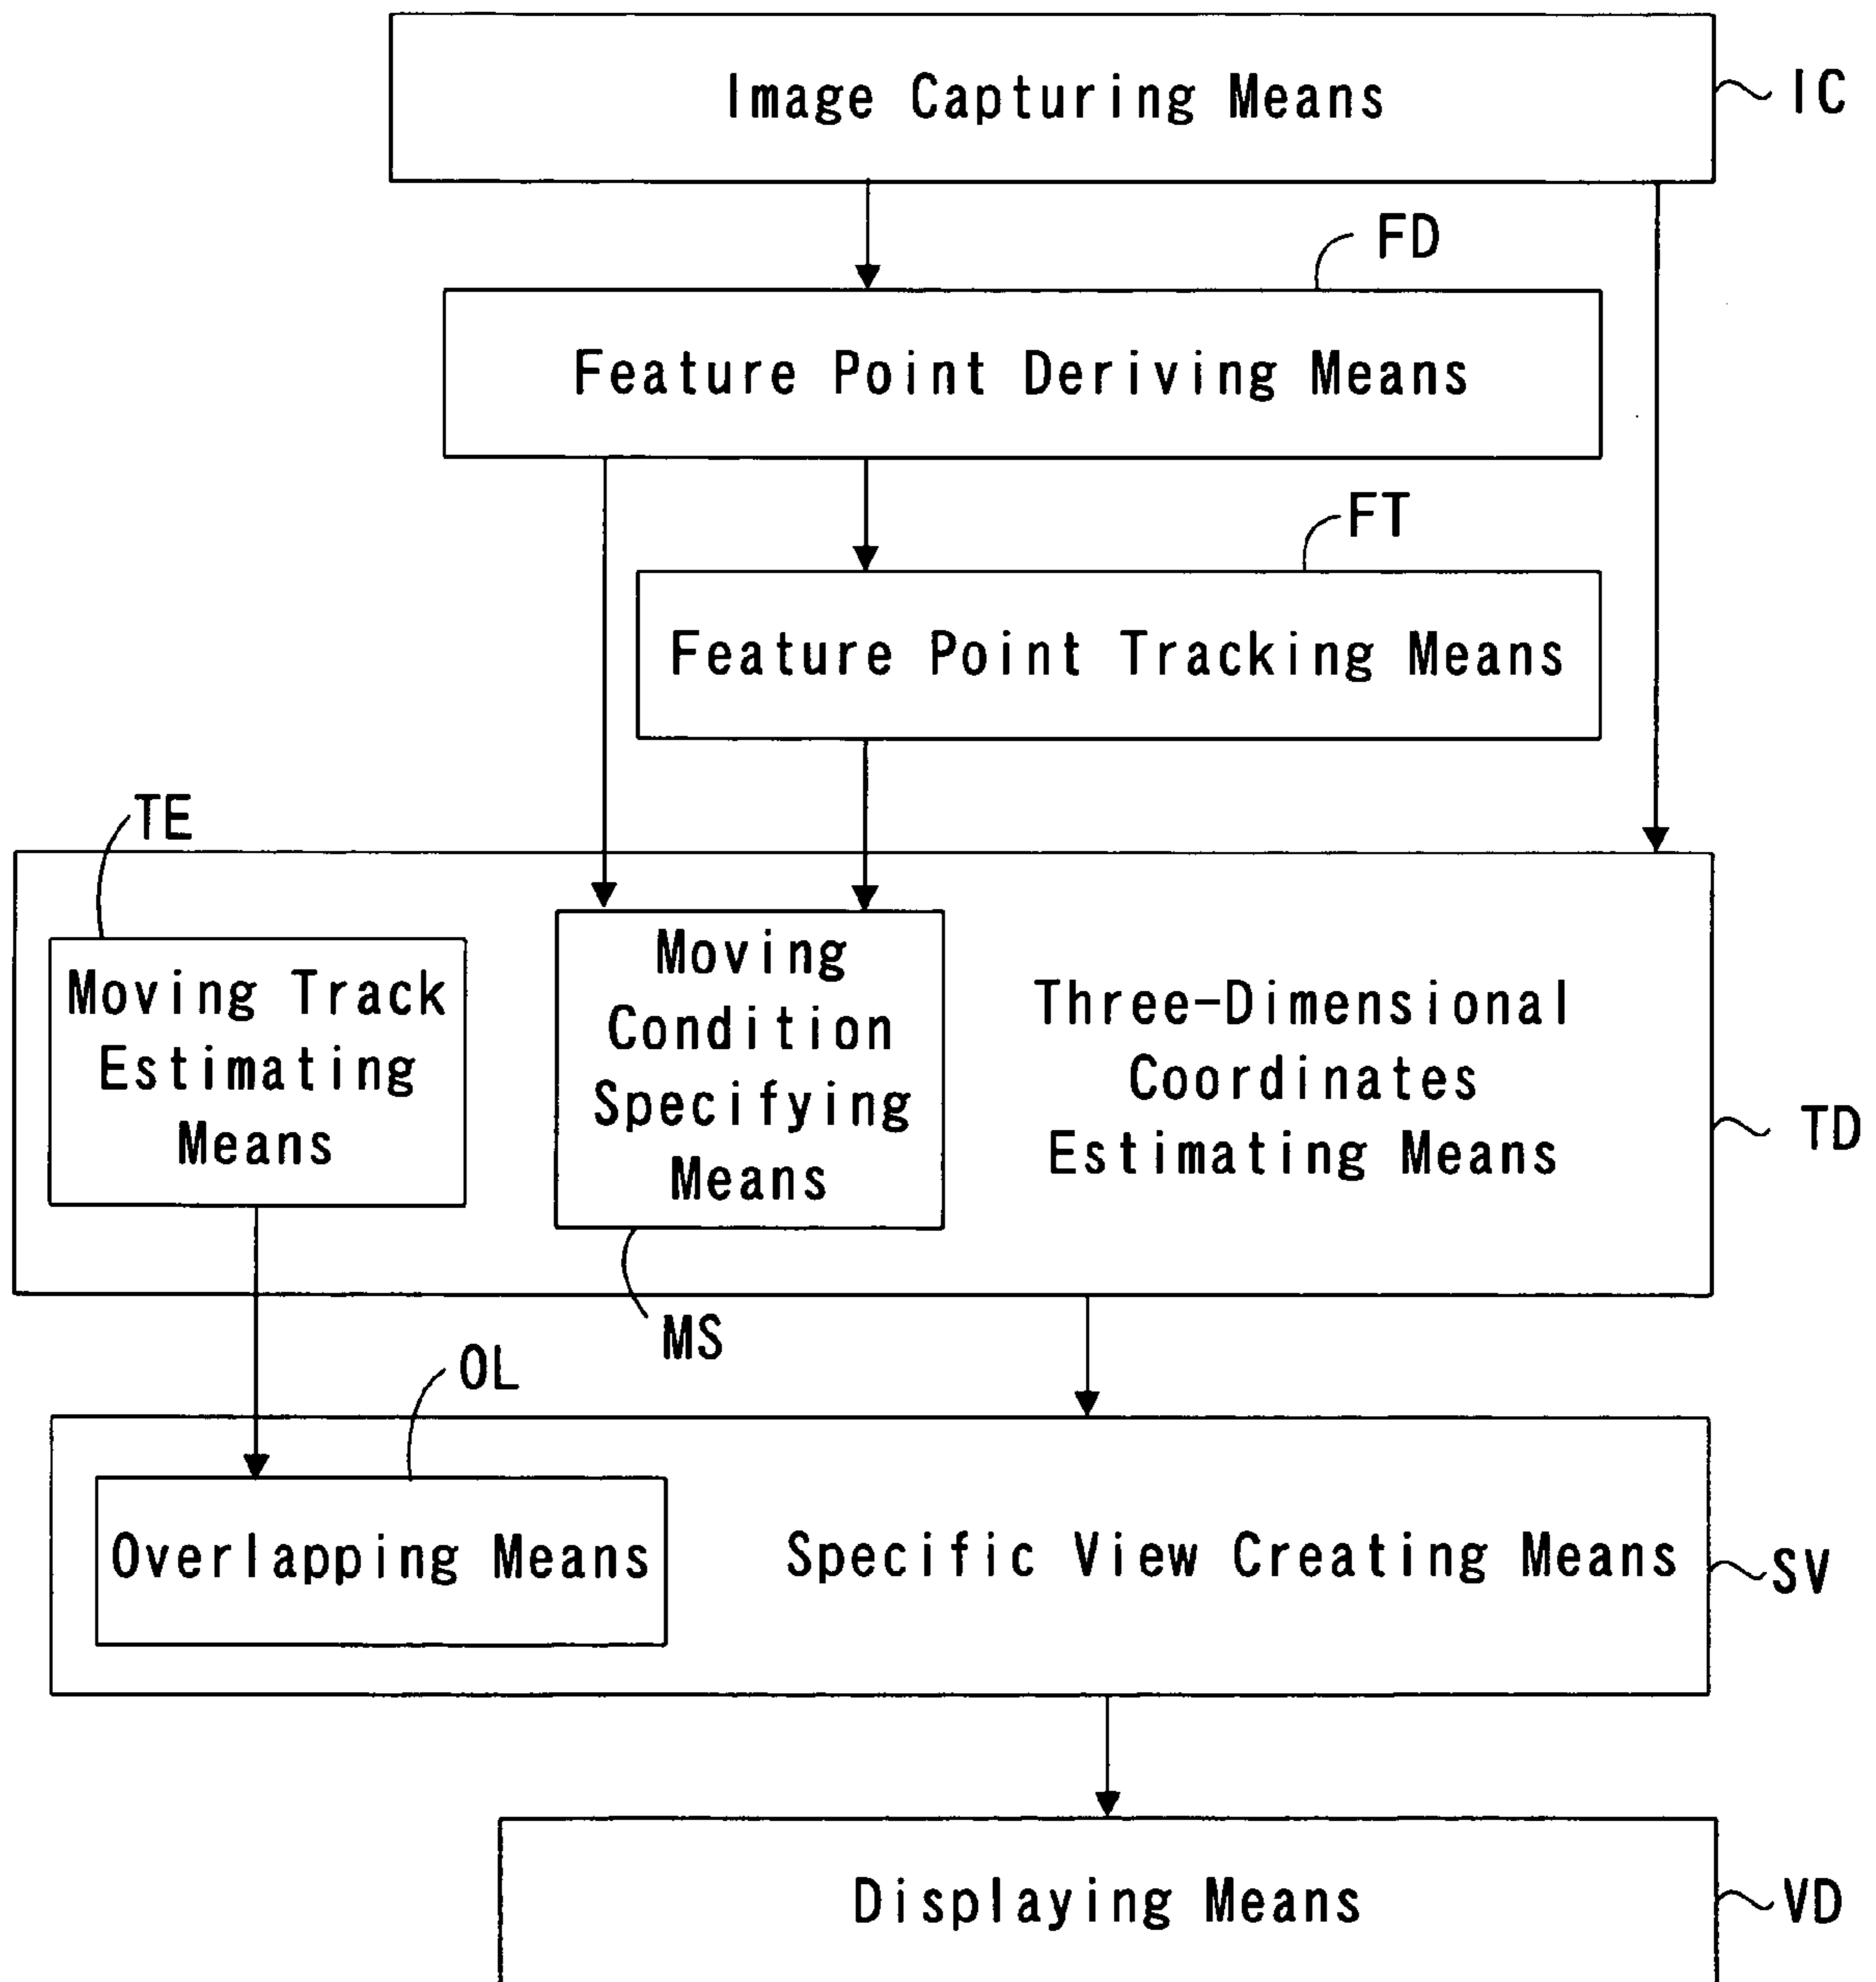 Image Capturing Means
IC
FD
Feature Point Deriving Means
FT
Feature Point Tracking Means
TE
Moving Track
Estimating
Means
Moving
Condition
Specifying
Means
Three-Dimensional
Coordinates
Estimating Means
TD
MS
OL
Overlapping Means
Specific View Creating Means
SV
Displaying Means
VD